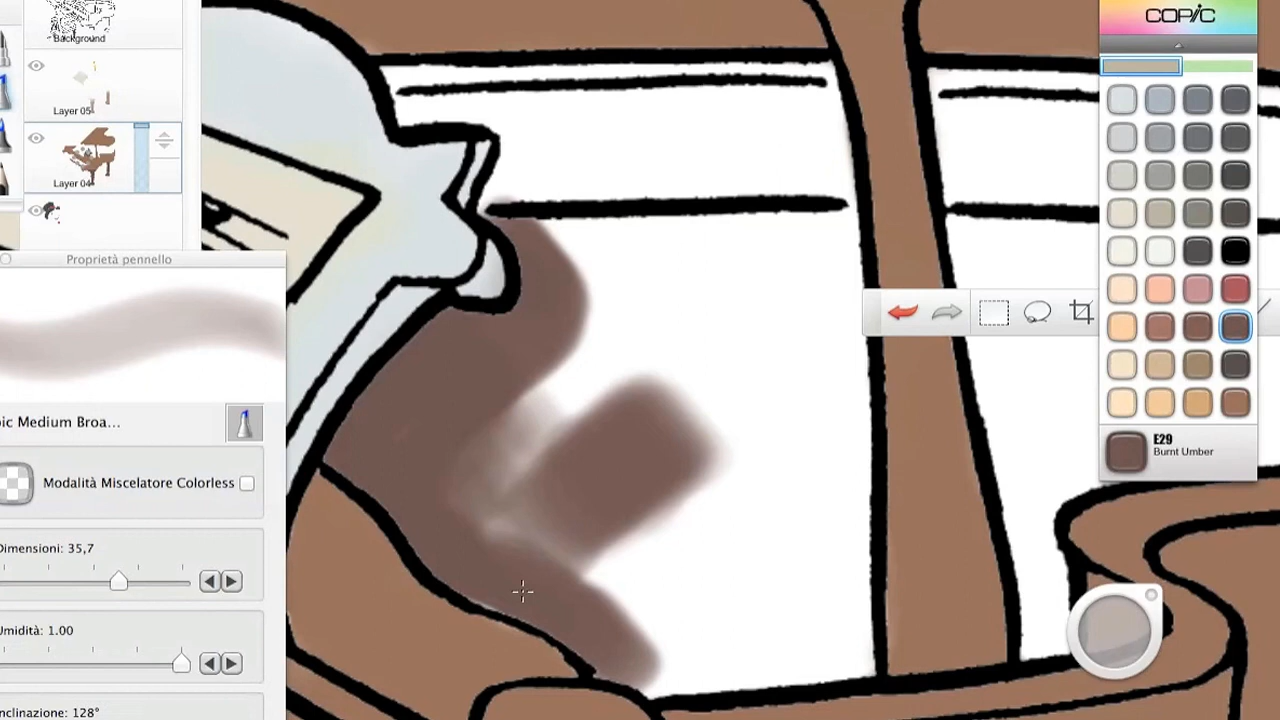 Background
COPIC
Layer 05
Layer 04
Proprietà pennello
ic Medium Broa...
Modalità Miscelatore Colorless
E29
Burnt Umber
Dimensioni: 35,7
Umidità: 1.00
Inclinazione: 128°